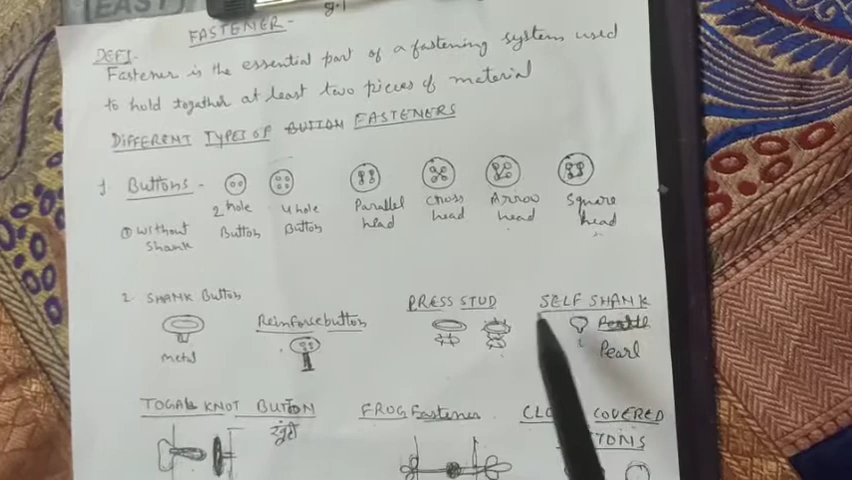 EAST
FASTENER -
DEFI-
Fastener is the essential part of a fastening system used
to hold together at least two pieces of material
DIFFERENT TYPES OF BUTTON FASTENERS
1 Buttons -
① without shank
2 hole Button
4 hole Button
Parallel head
Cross head
Arrow head
Square head
2. SHANK Button
metal
Reinforcebutton
PRESS STUD
SELF SHANK
Pearl
TOGAL KNOT BUTTON
FROG Fastener
COVERED